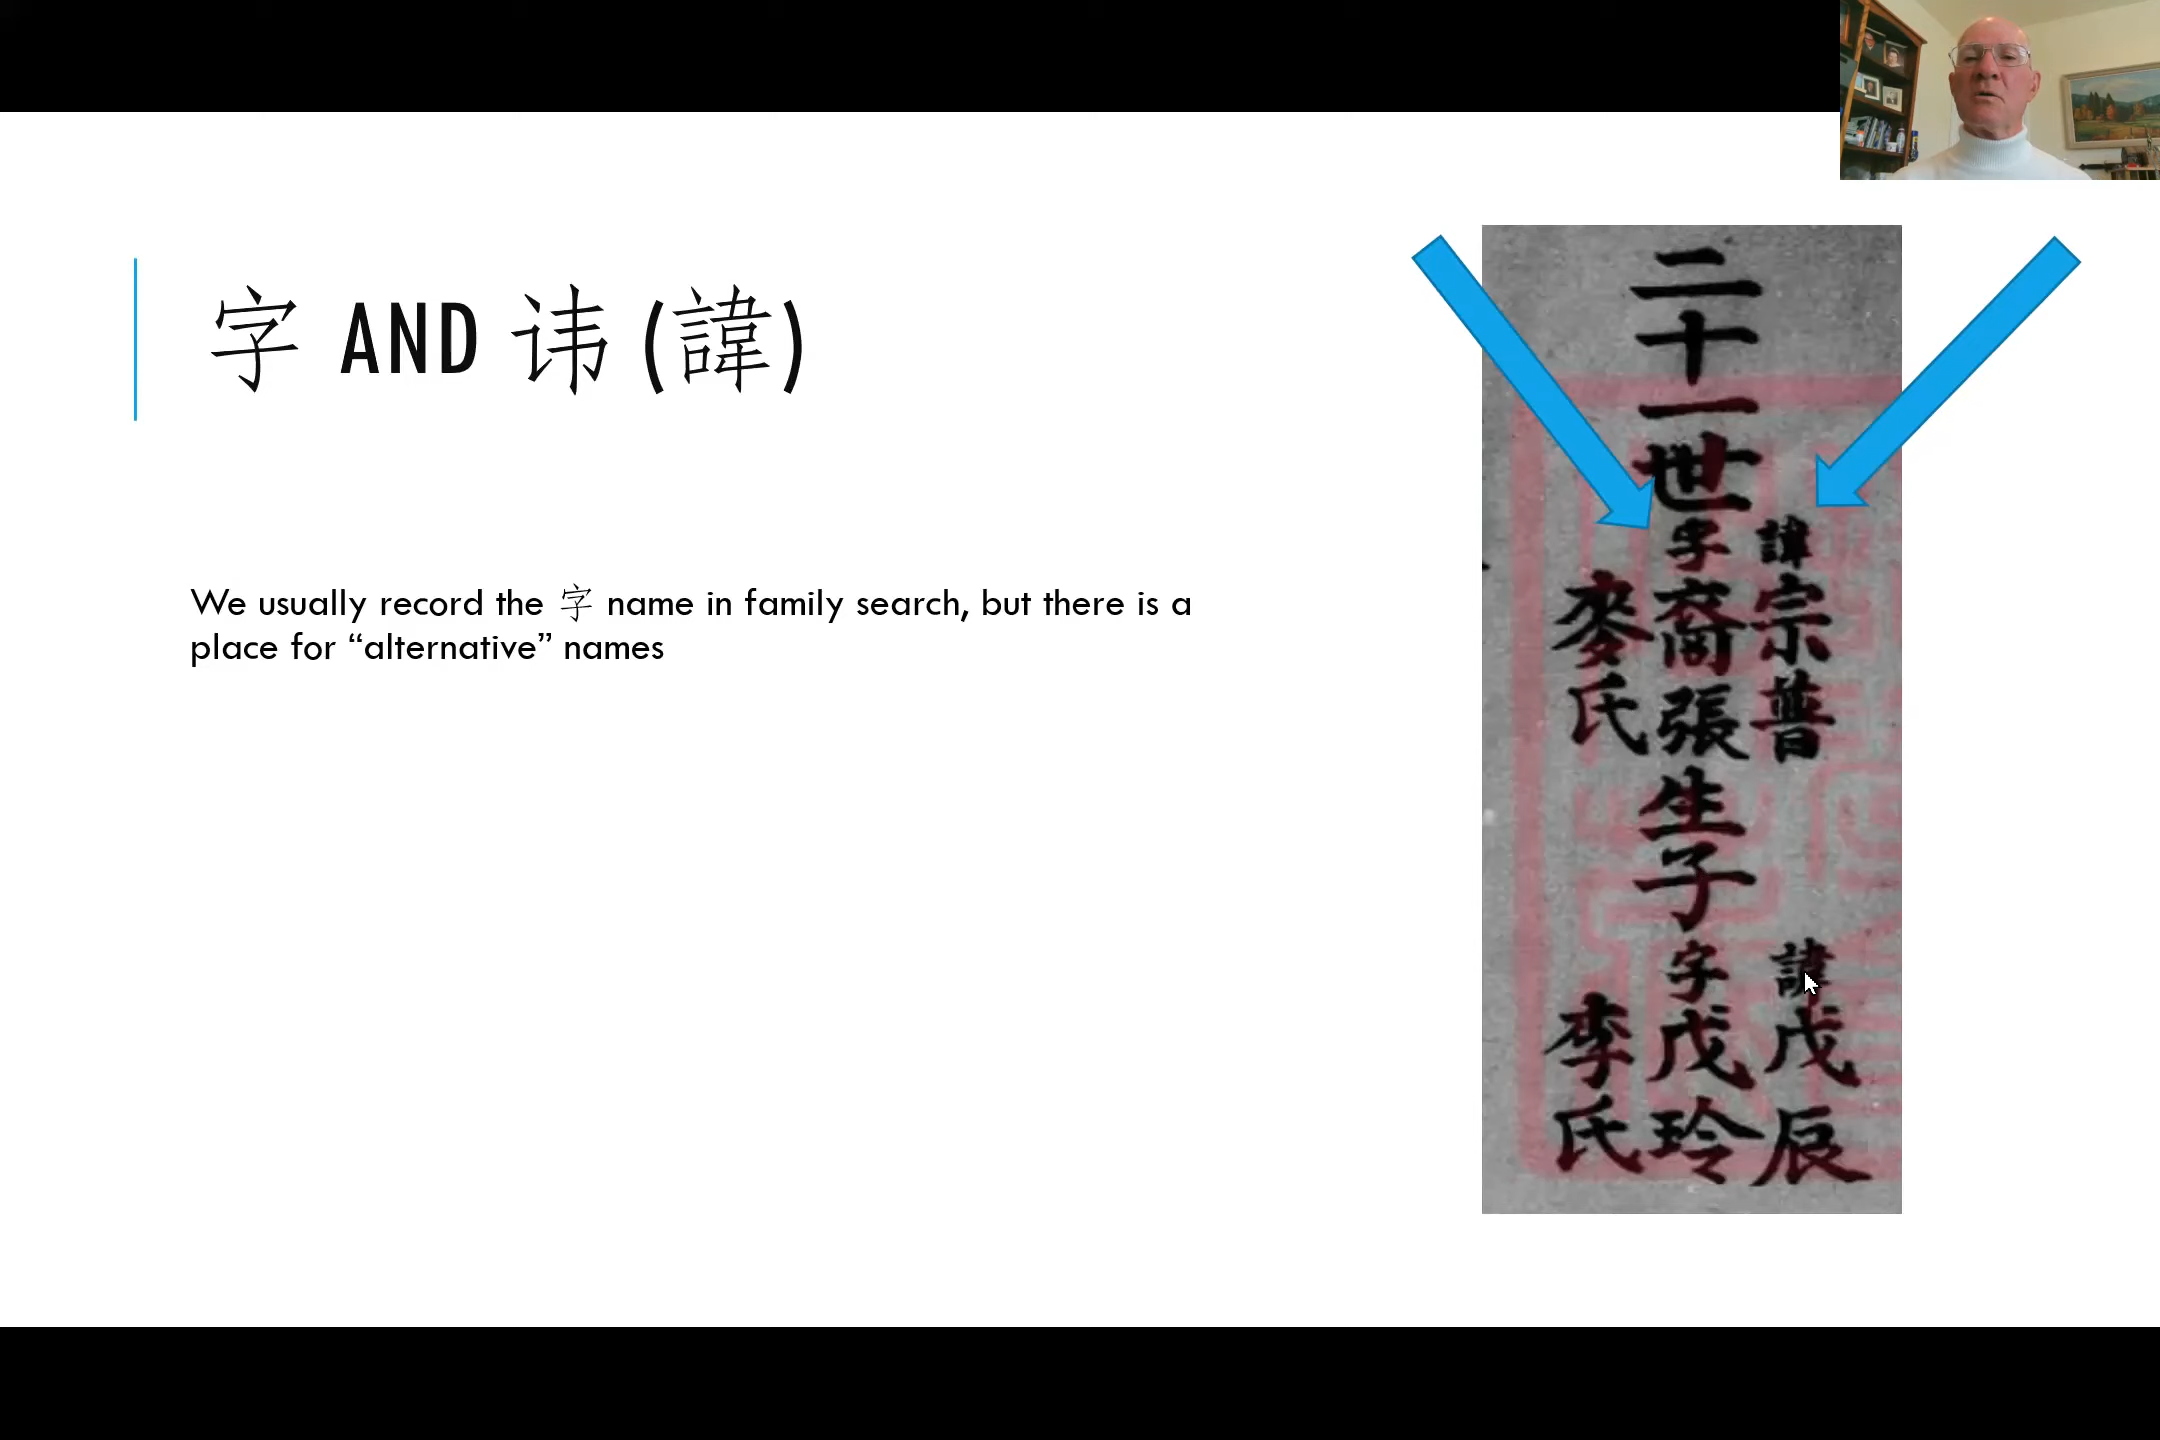 字 AND 讳 (諱)
We usually record the 字 name in family search, but there is a
place for “alternative” names
二十一世
諱宗普
字裔張生子
麥氏
諱戊辰
字戊玲
李氏